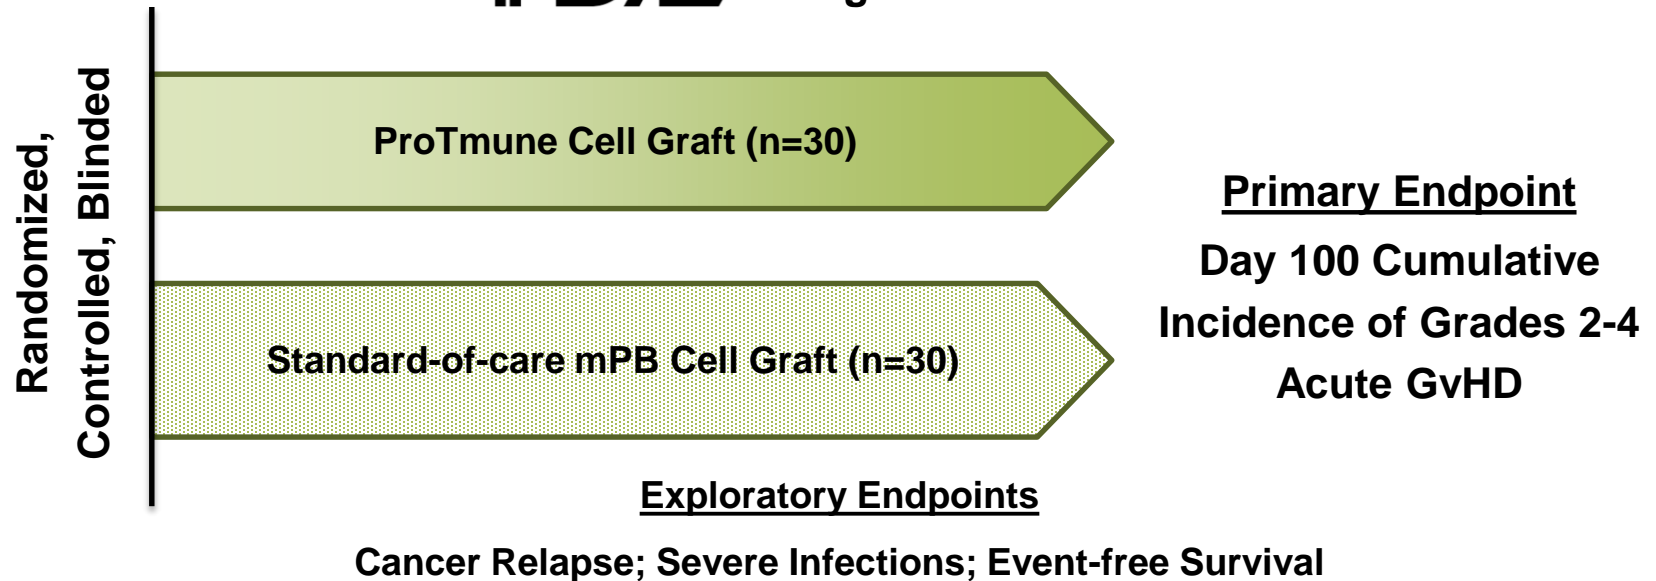 Randomized,
Controlled, Blinded
ProTmune Cell Graft (n=30)
Standard-of-care mPB Cell Graft (n=30)
Primary Endpoint
Day 100 Cumulative
Incidence of Grades 2-4
Acute GvHD
Exploratory Endpoints
Cancer Relapse; Severe Infections; Event-free Survival